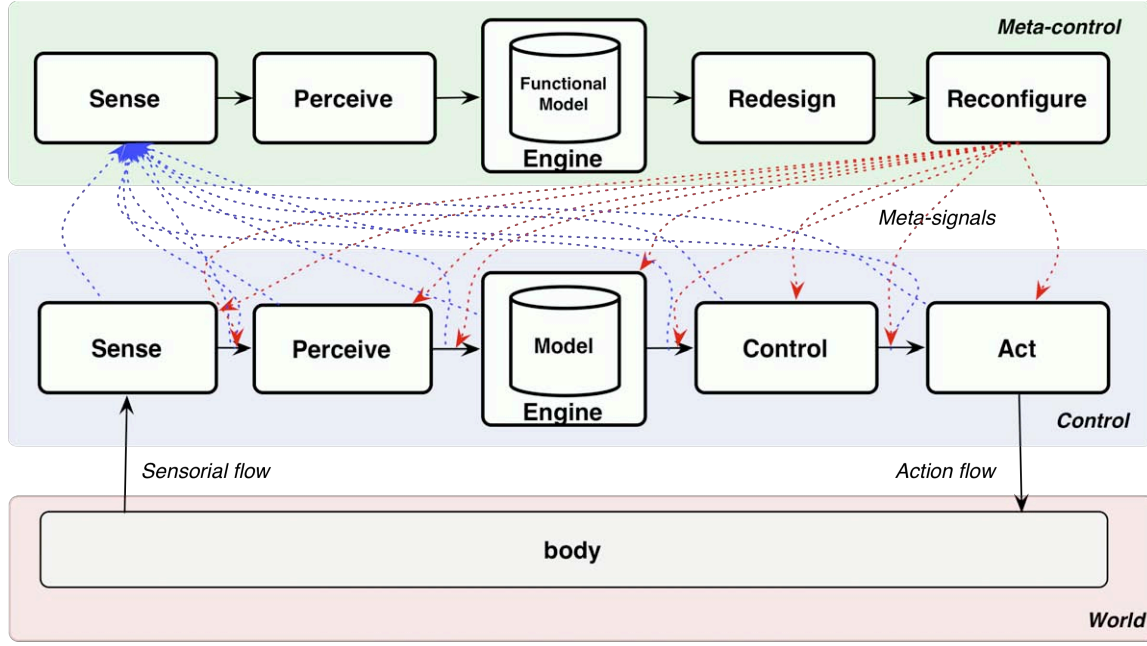 Meta-control
Sense
Perceive
Functional
Model
Engine
Redesign
Reconfigure
Meta-signals
Sense
Perceive
Model
Engine
Control
Act
Control
Sensorial flow
Action flow
body
World